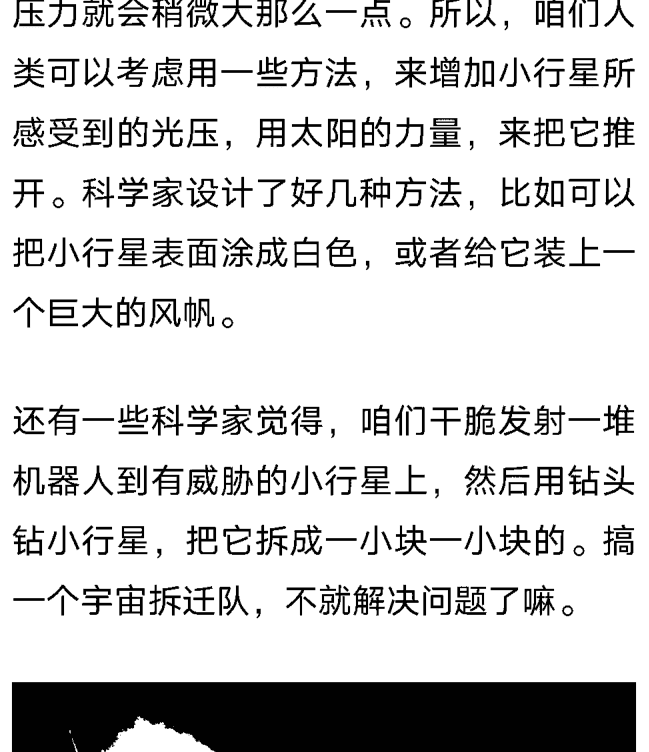 压力就会稍微大那么一点。所以，咱们人
类可以考虑用一些方法，来增加小行星所
感受到的光压，用太阳的力量，来把它推
开。科学家设计了好几种方法，比如可以
把小行星表面涂成白色，或者给它装上一
个巨大的风帆。
还有一些科学家觉得，咱们干脆发射一堆
机器人到有威胁的小行星上，然后用钻头
钻小行星，把它拆成一小块一小块的。搞
一个宇宙拆迁队，不就解决问题了嘛。